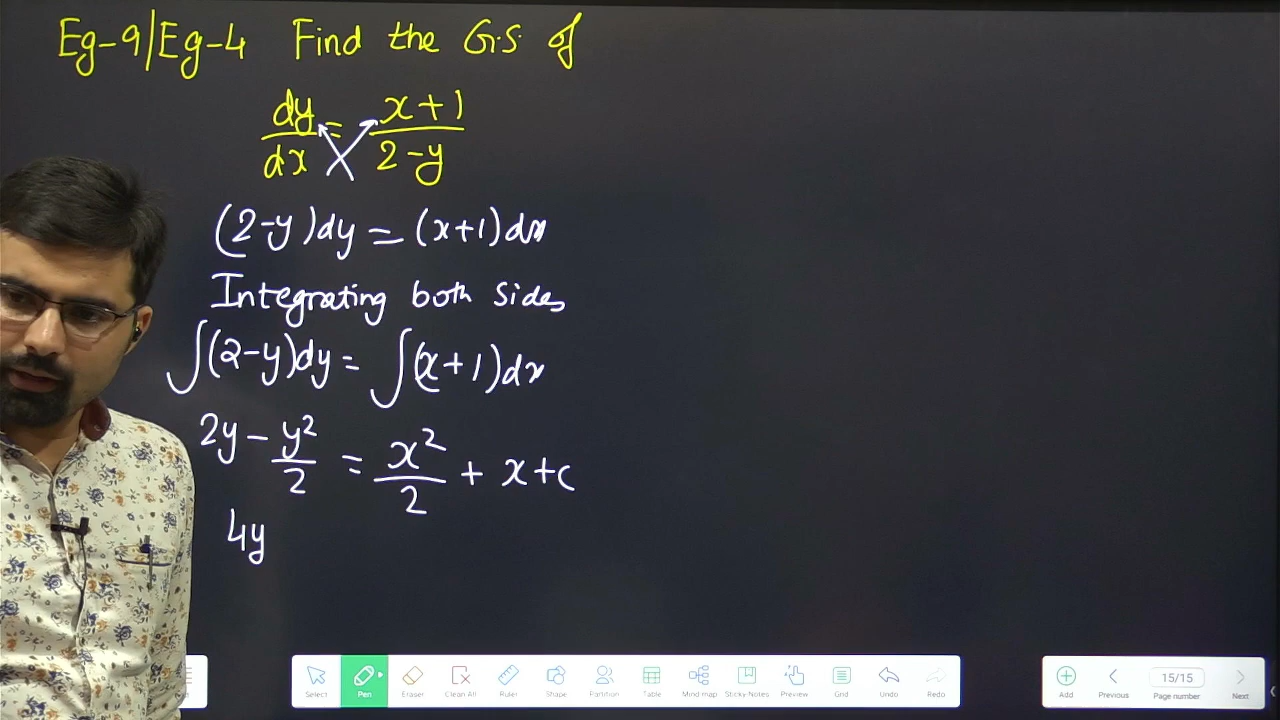 Eg-9/Eg-4 Find the G.S. of
dy/dx = x+1/2-y
(2-y)dy = (x+1)dx
Integrating both sides
∫(2-y)dy = ∫(x+1)dx
2y - y²/2 = x²/2 + x+c
4y
Select Pen Eraser Clean All Ruler Shape Partition Table Mind map Sticky Notes Preview Grid Undo Redo Add Previous 15/15 Page number Next